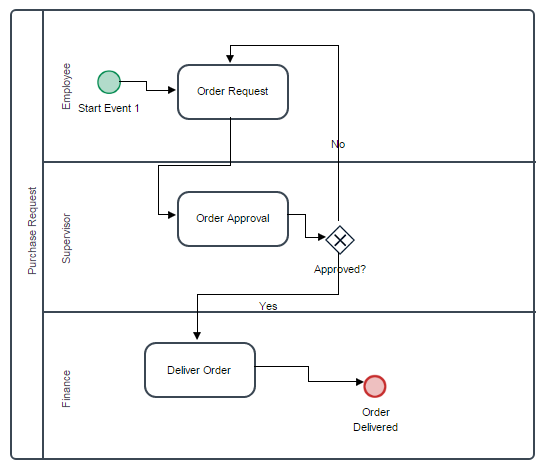 Purchase Request
Employee
Start Event 1
Order Request
No
Supervisor
Order Approval
Approved?
Yes
Finance
Deliver Order
Order
Delivered